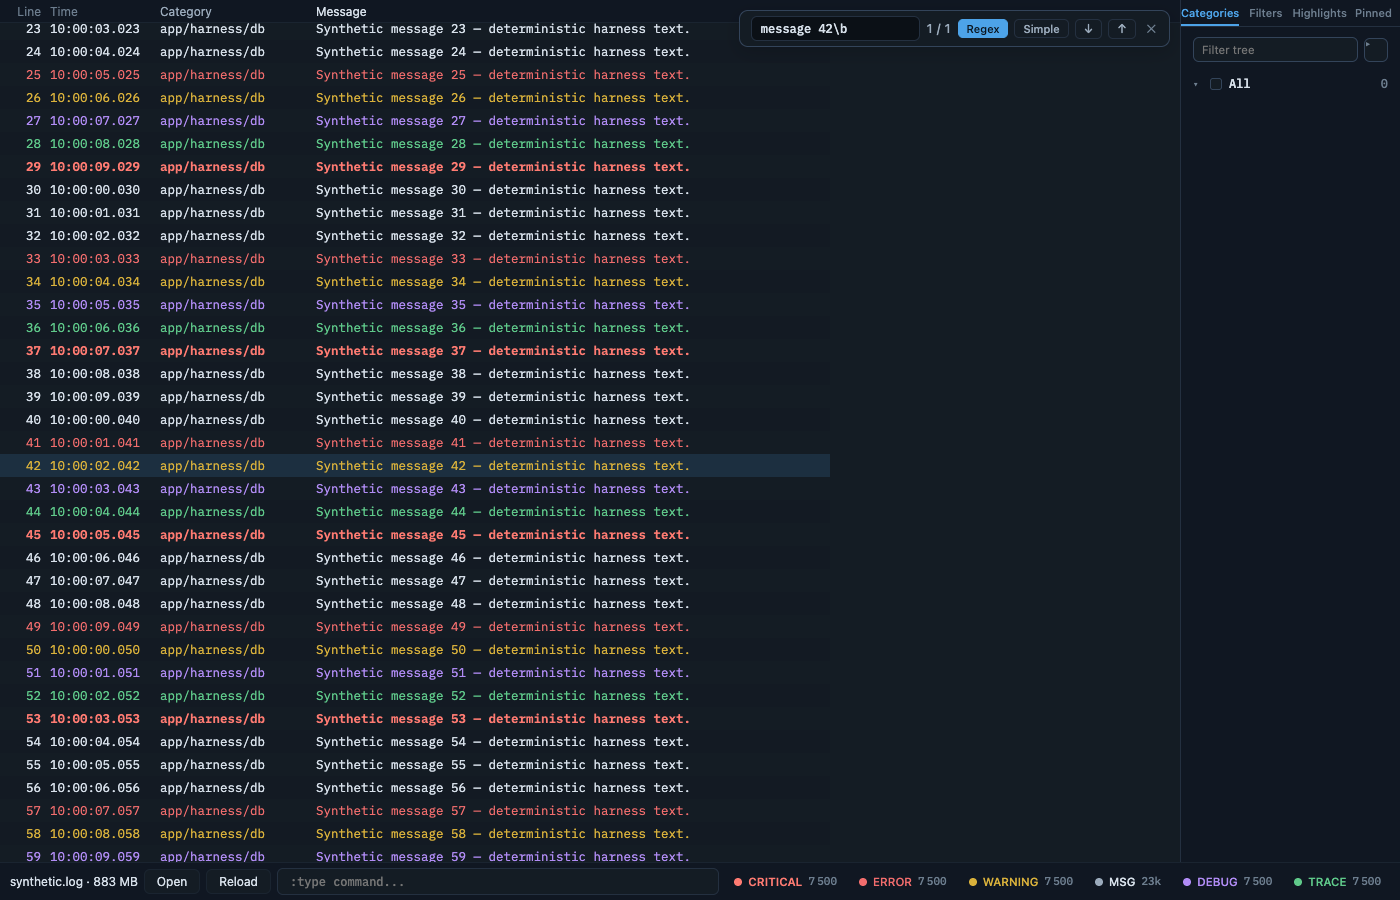 Line Time Category Message
message 42\b 1 / 1 Regex Simple ↓ ↑ ×
Categories Filters Highlights Pinned
Filter tree
All 0
23 10:00:03.023 app/harness/db Synthetic message 23 — deterministic harness text.
24 10:00:04.024 app/harness/db Synthetic message 24 — deterministic harness text.
25 10:00:05.025 app/harness/db Synthetic message 25 — deterministic harness text.
26 10:00:06.026 app/harness/db Synthetic message 26 — deterministic harness text.
27 10:00:07.027 app/harness/db Synthetic message 27 — deterministic harness text.
28 10:00:08.028 app/harness/db Synthetic message 28 — deterministic harness text.
29 10:00:09.029 app/harness/db Synthetic message 29 — deterministic harness text.
30 10:00:00.030 app/harness/db Synthetic message 30 — deterministic harness text.
31 10:00:01.031 app/harness/db Synthetic message 31 — deterministic harness text.
32 10:00:02.032 app/harness/db Synthetic message 32 — deterministic harness text.
33 10:00:03.033 app/harness/db Synthetic message 33 — deterministic harness text.
34 10:00:04.034 app/harness/db Synthetic message 34 — deterministic harness text.
35 10:00:05.035 app/harness/db Synthetic message 35 — deterministic harness text.
36 10:00:06.036 app/harness/db Synthetic message 36 — deterministic harness text.
37 10:00:07.037 app/harness/db Synthetic message 37 — deterministic harness text.
38 10:00:08.038 app/harness/db Synthetic message 38 — deterministic harness text.
39 10:00:09.039 app/harness/db Synthetic message 39 — deterministic harness text.
40 10:00:00.040 app/harness/db Synthetic message 40 — deterministic harness text.
41 10:00:01.041 app/harness/db Synthetic message 41 — deterministic harness text.
42 10:00:02.042 app/harness/db Synthetic message 42 — deterministic harness text.
43 10:00:03.043 app/harness/db Synthetic message 43 — deterministic harness text.
44 10:00:04.044 app/harness/db Synthetic message 44 — deterministic harness text.
45 10:00:05.045 app/harness/db Synthetic message 45 — deterministic harness text.
46 10:00:06.046 app/harness/db Synthetic message 46 — deterministic harness text.
47 10:00:07.047 app/harness/db Synthetic message 47 — deterministic harness text.
48 10:00:08.048 app/harness/db Synthetic message 48 — deterministic harness text.
49 10:00:09.049 app/harness/db Synthetic message 49 — deterministic harness text.
50 10:00:00.050 app/harness/db Synthetic message 50 — deterministic harness text.
51 10:00:01.051 app/harness/db Synthetic message 51 — deterministic harness text.
52 10:00:02.052 app/harness/db Synthetic message 52 — deterministic harness text.
53 10:00:03.053 app/harness/db Synthetic message 53 — deterministic harness text.
54 10:00:04.054 app/harness/db Synthetic message 54 — deterministic harness text.
55 10:00:05.055 app/harness/db Synthetic message 55 — deterministic harness text.
56 10:00:06.056 app/harness/db Synthetic message 56 — deterministic harness text.
57 10:00:07.057 app/harness/db Synthetic message 57 — deterministic harness text.
58 10:00:08.058 app/harness/db Synthetic message 58 — deterministic harness text.
59 10:00:09.059 app/harness/db Synthetic message 59 — deterministic harness text.
synthetic.log · 883 MB Open Reload :type command... CRITICAL 7 500 ERROR 7 500 WARNING 7 500 MSG 23k DEBUG 7 500 TRACE 7 500